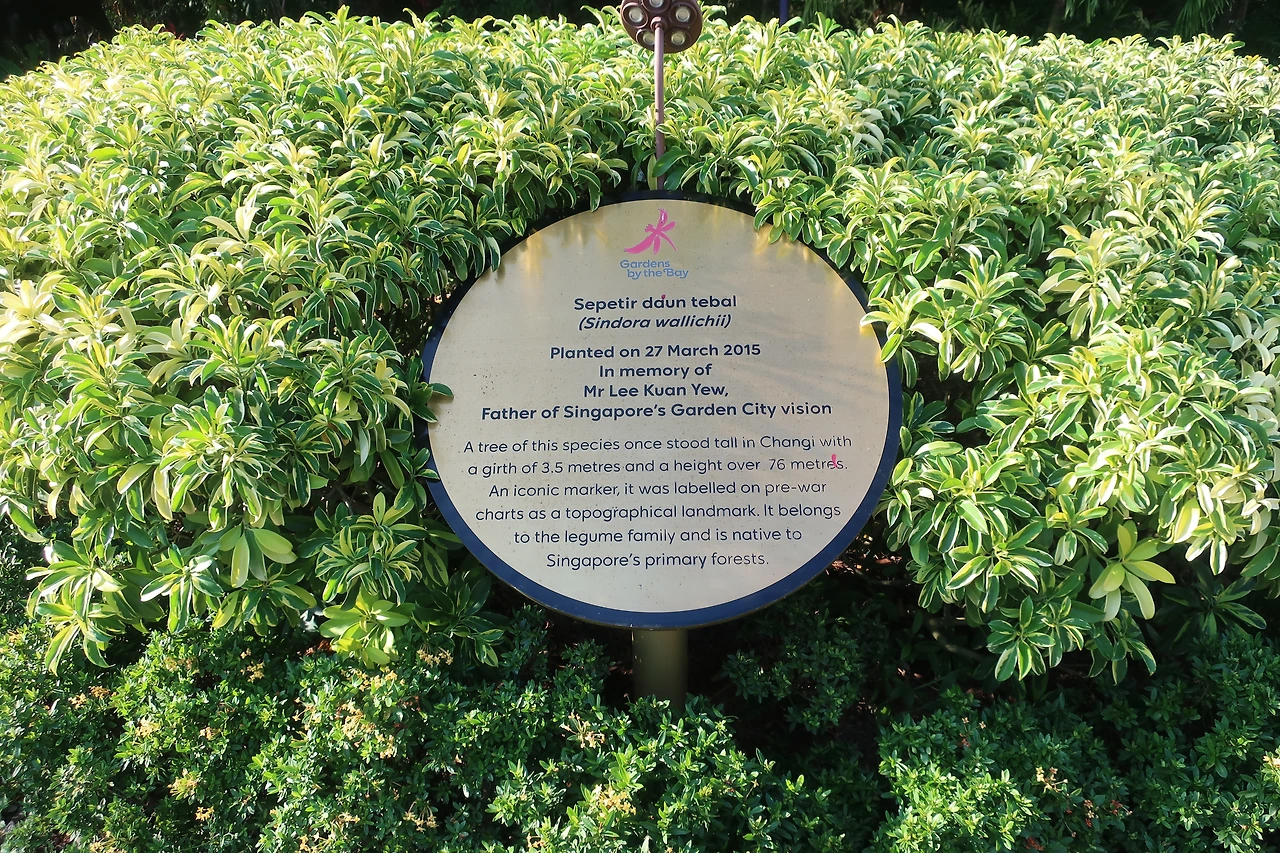 Gardens
by the Bay
Sepetir daun tebal
(Sindora wallichii)
Planted on 27 March 2015
In memory of
Mr Lee Kuan Yew,
Father of Singapore's Garden City vision
A tree of this species once stood tall in Changi with
a girth of 3.5 metres and a height over 76 metres.
An iconic marker, it was labelled on pre-war
charts as a topographical landmark. It belongs
to the legume family and is native to
Singapore's primary forests.